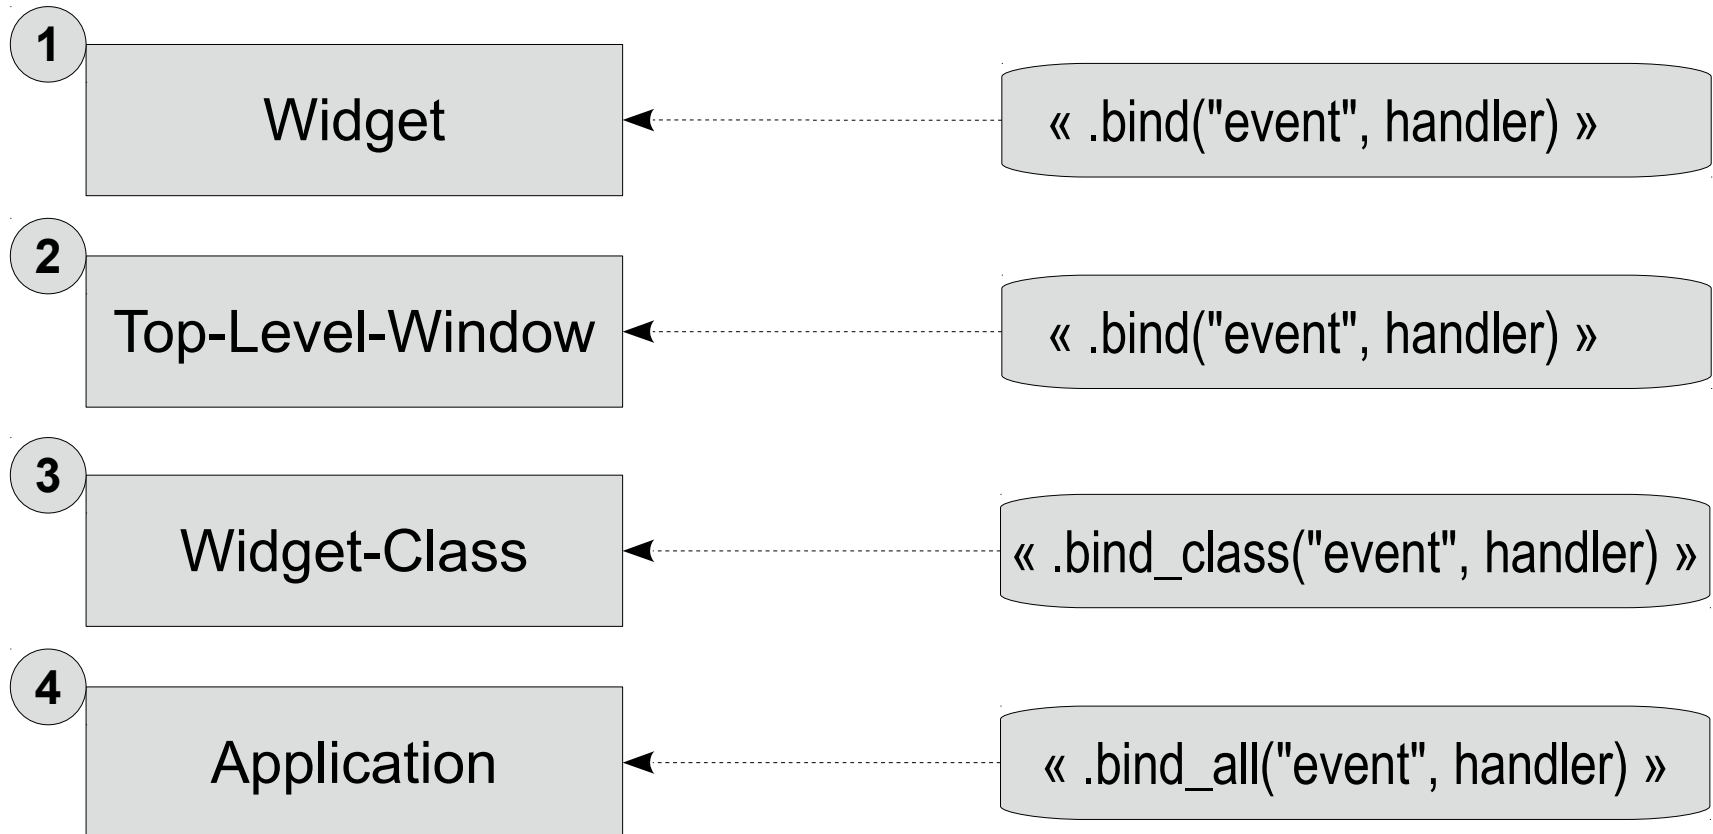 1
Widget
« .bind("event", handler) »
2
Top-Level-Window
« .bind("event", handler) »
3
Widget-Class
« .bind_class("event", handler) »
4
Application
« .bind_all("event", handler) »